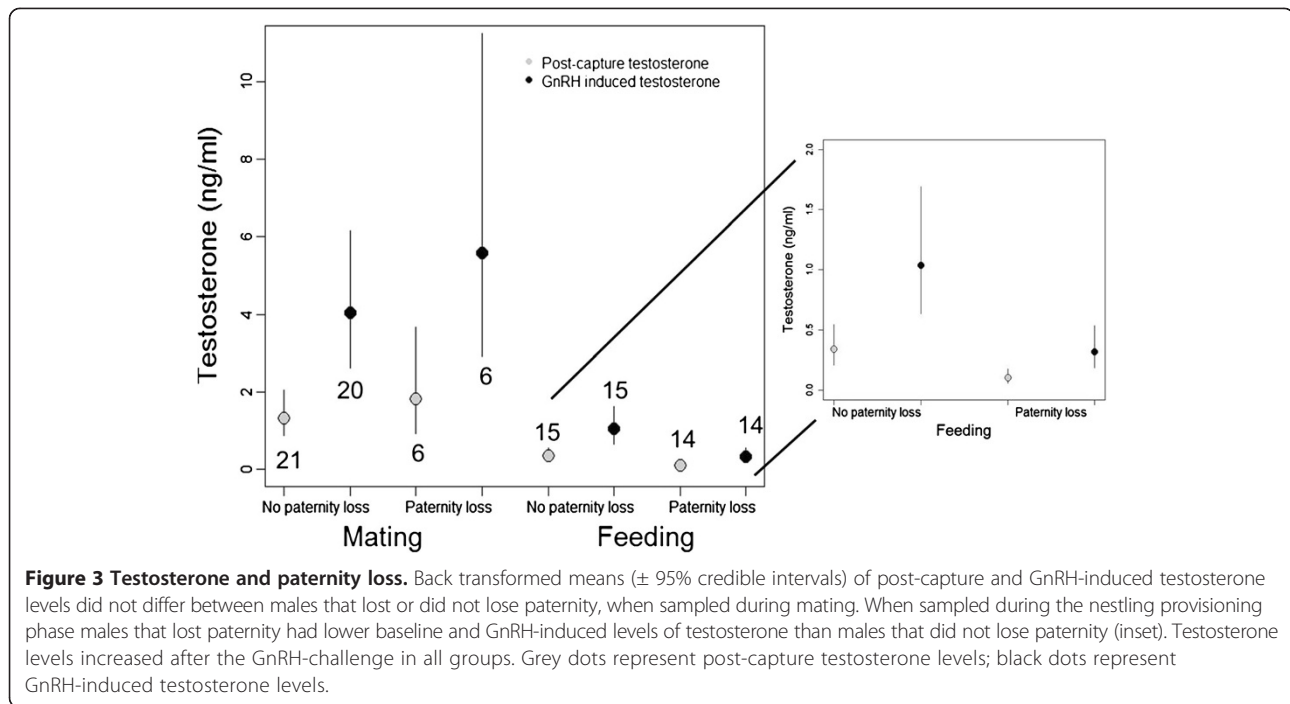 Testosterone (ng/ml)
10
8
6
4
2
0
Post-capture testosterone
GnRH induced testosterone
21
20
6
6
15
15
14
14
No paternity loss
Paternity loss
No paternity loss
Paternity loss
Mating
Feeding
Testosterone (ng/ml)
2.0
1.5
1.0
0.5
0.0
No paternity loss
Paternity loss
Feeding
Figure 3 Testosterone and paternity loss. Back transformed means (± 95% credible intervals) of post-capture and GnRH-induced testosterone
levels did not differ between males that lost or did not lose paternity, when sampled during mating. When sampled during the nestling provisioning
phase males that lost paternity had lower baseline and GnRH-induced levels of testosterone than males that did not lose paternity (inset). Testosterone
levels increased after the GnRH-challenge in all groups. Grey dots represent post-capture testosterone levels; black dots represent
GnRH-induced testosterone levels.